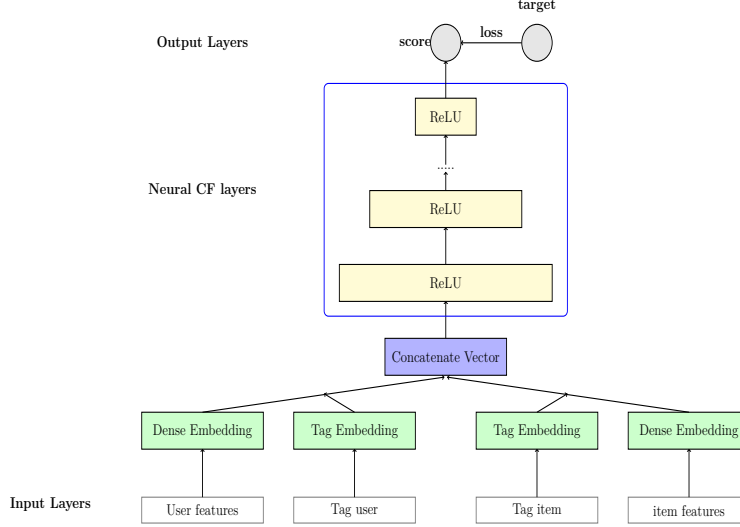 target
Output Layers
score
loss
ReLU
.....
Neural CF layers
ReLU
ReLU
Concatenate Vector
Dense Embedding
Tag Embedding
Tag Embedding
Dense Embedding
Input Layers
User features
Tag user
Tag item
item features